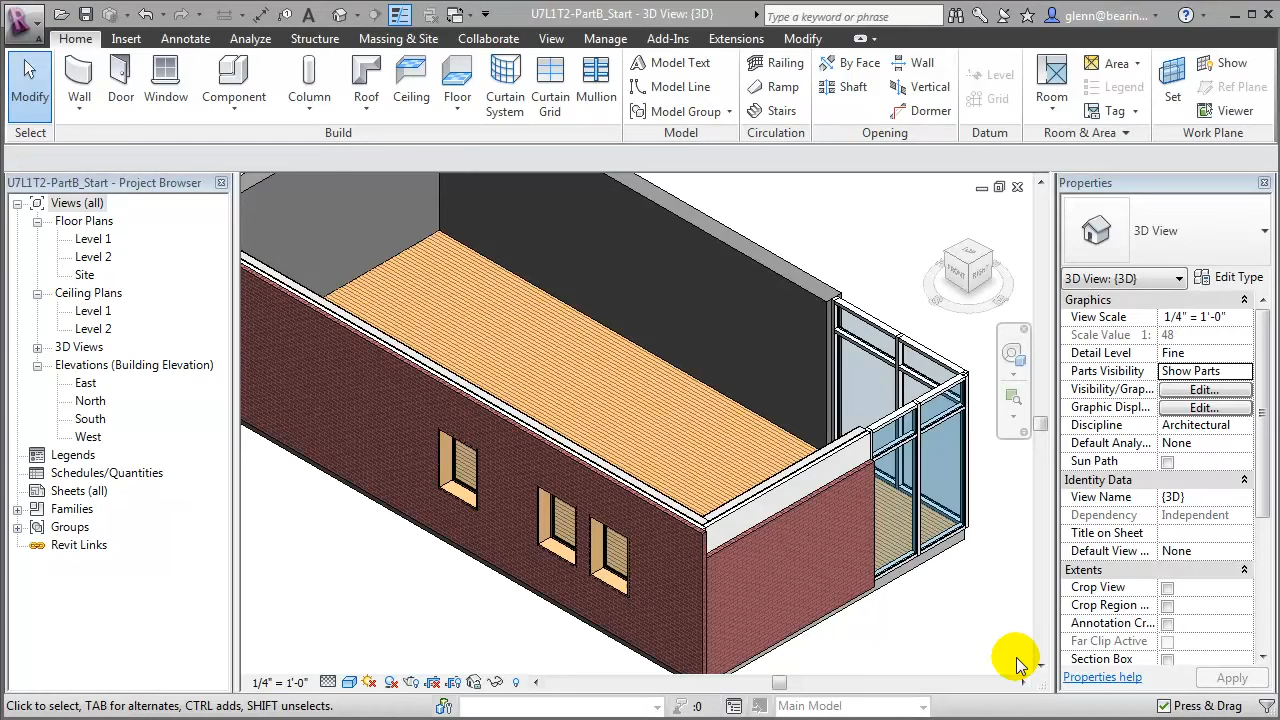 U7L1T2-PartB_Start - 3D View: {3D}
Type a keyword or phrase
glenn@bearin...
Home Insert Annotate Analyze Structure Massing & Site Collaborate View Manage Add-Ins Extensions Modify
Modify
Wall
Door
Window
Component
Column
Roof
Ceiling
Floor
Curtain System
Curtain Grid
Mullion
Model Text
Model Line
Model Group
Railing
Ramp
Stairs
By Face
Shaft
Wall
Vertical
Dormer
Level
Grid
Room
Area
Legend
Tag
Set
Show
Ref Plane
Viewer
Select Build Model Circulation Opening Datum Room & Area Work Plane
U7L1T2-PartB_Start - Project Browser
Views (all)
Floor Plans
Level 1
Level 2
Site
Ceiling Plans
Level 1
Level 2
3D Views
Elevations (Building Elevation)
East
North
South
West
Legends
Schedules/Quantities
Sheets (all)
Families
Groups
Revit Links
FRONT
RIGHT
Properties
3D View
3D View: {3D} Edit Type
Graphics
View Scale 1/4" = 1'-0"
Scale Value 1: 48
Detail Level Fine
Parts Visibility Show Parts
Visibility/Grap... Edit...
Graphic Displ... Edit...
Discipline Architectural
Default Analy... None
Sun Path
Identity Data
View Name {3D}
Dependency Independent
Title on Sheet
Default View ... None
Extents
Crop View
Crop Region ...
Annotation Cr...
Far Clip Active
Section Box
Properties help Apply
1/4" = 1'-0"
Click to select, TAB for alternates, CTRL adds, SHIFT unselects.
:0
Main Model
Press & Drag